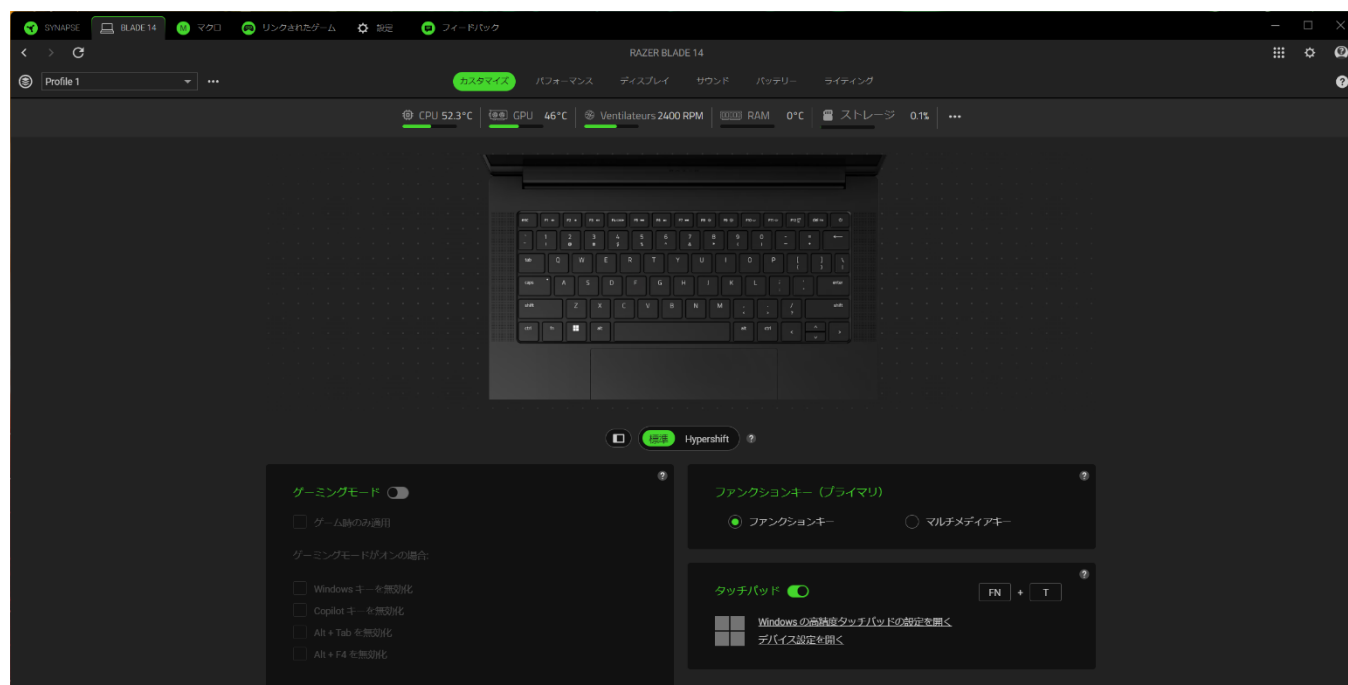 SYNAPSE BLADE 14 マクロ リンクされたゲーム 設定 フィードバック
RAZER BLADE 14
Profile 1 カスタマイズ パフォーマンス ディスプレイ サウンド バッテリー ライティング
CPU 52.3°C GPU 46°C Ventilateurs 2400 RPM RAM 0°C ストレージ 0.1%
tab Q W E R T Y U I O P
A S D F G H J K L
Z X C V B N M
標準 Hypershift
ゲーミングモード
ゲーム時のみ適用
ゲーミングモードがオンの場合:
Windows キーを無効化
Copilot キーを無効化
Alt + Tab を無効化
Alt + F4 を無効化
ファンクションキー (プライマリ)
ファンクションキー マルチメディアキー
タッチパッド FN + T
Windows の高精度タッチパッドの設定を開く
デバイス設定を開く